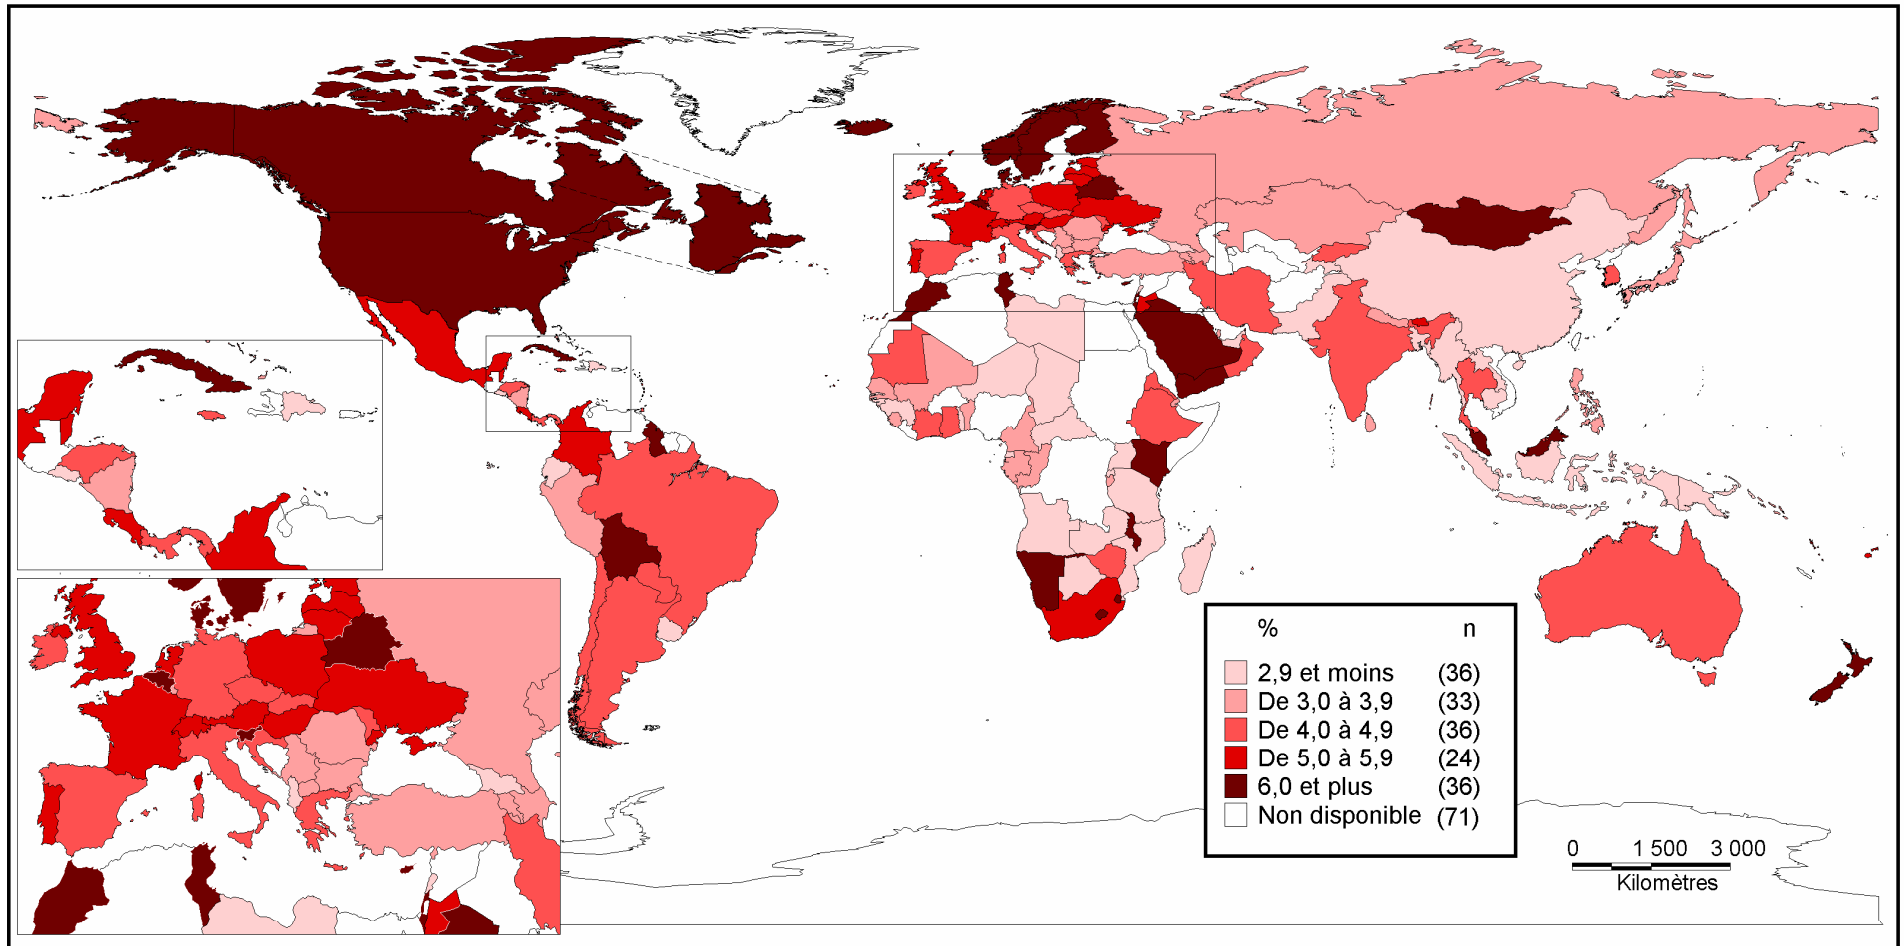 % n
2,9 et moins (36)
De 3,0 à 3,9 (33)
De 4,0 à 4,9 (36)
De 5,0 à 5,9 (24)
6,0 et plus (36)
Non disponible (71)
0 1 500 3 000
Kilomètres